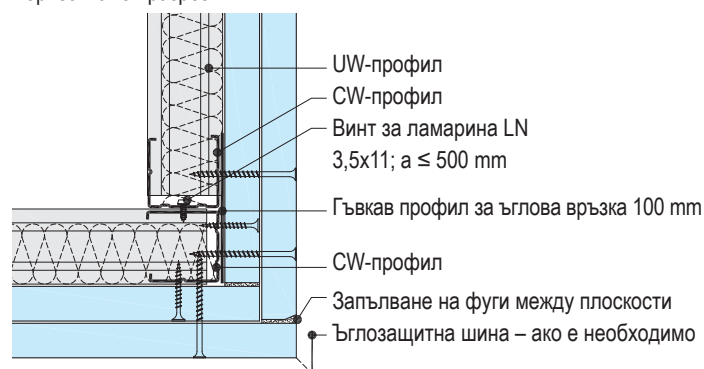 UW-профил
CW-профил
Винт за ламарина LN
3,5x11; a ≤ 500 mm
Гъвкав профил за ъглова връзка 100 mm
CW-профил
Запълване на фуги между плоскости
Ъглозащитна шина – ако е необходимо